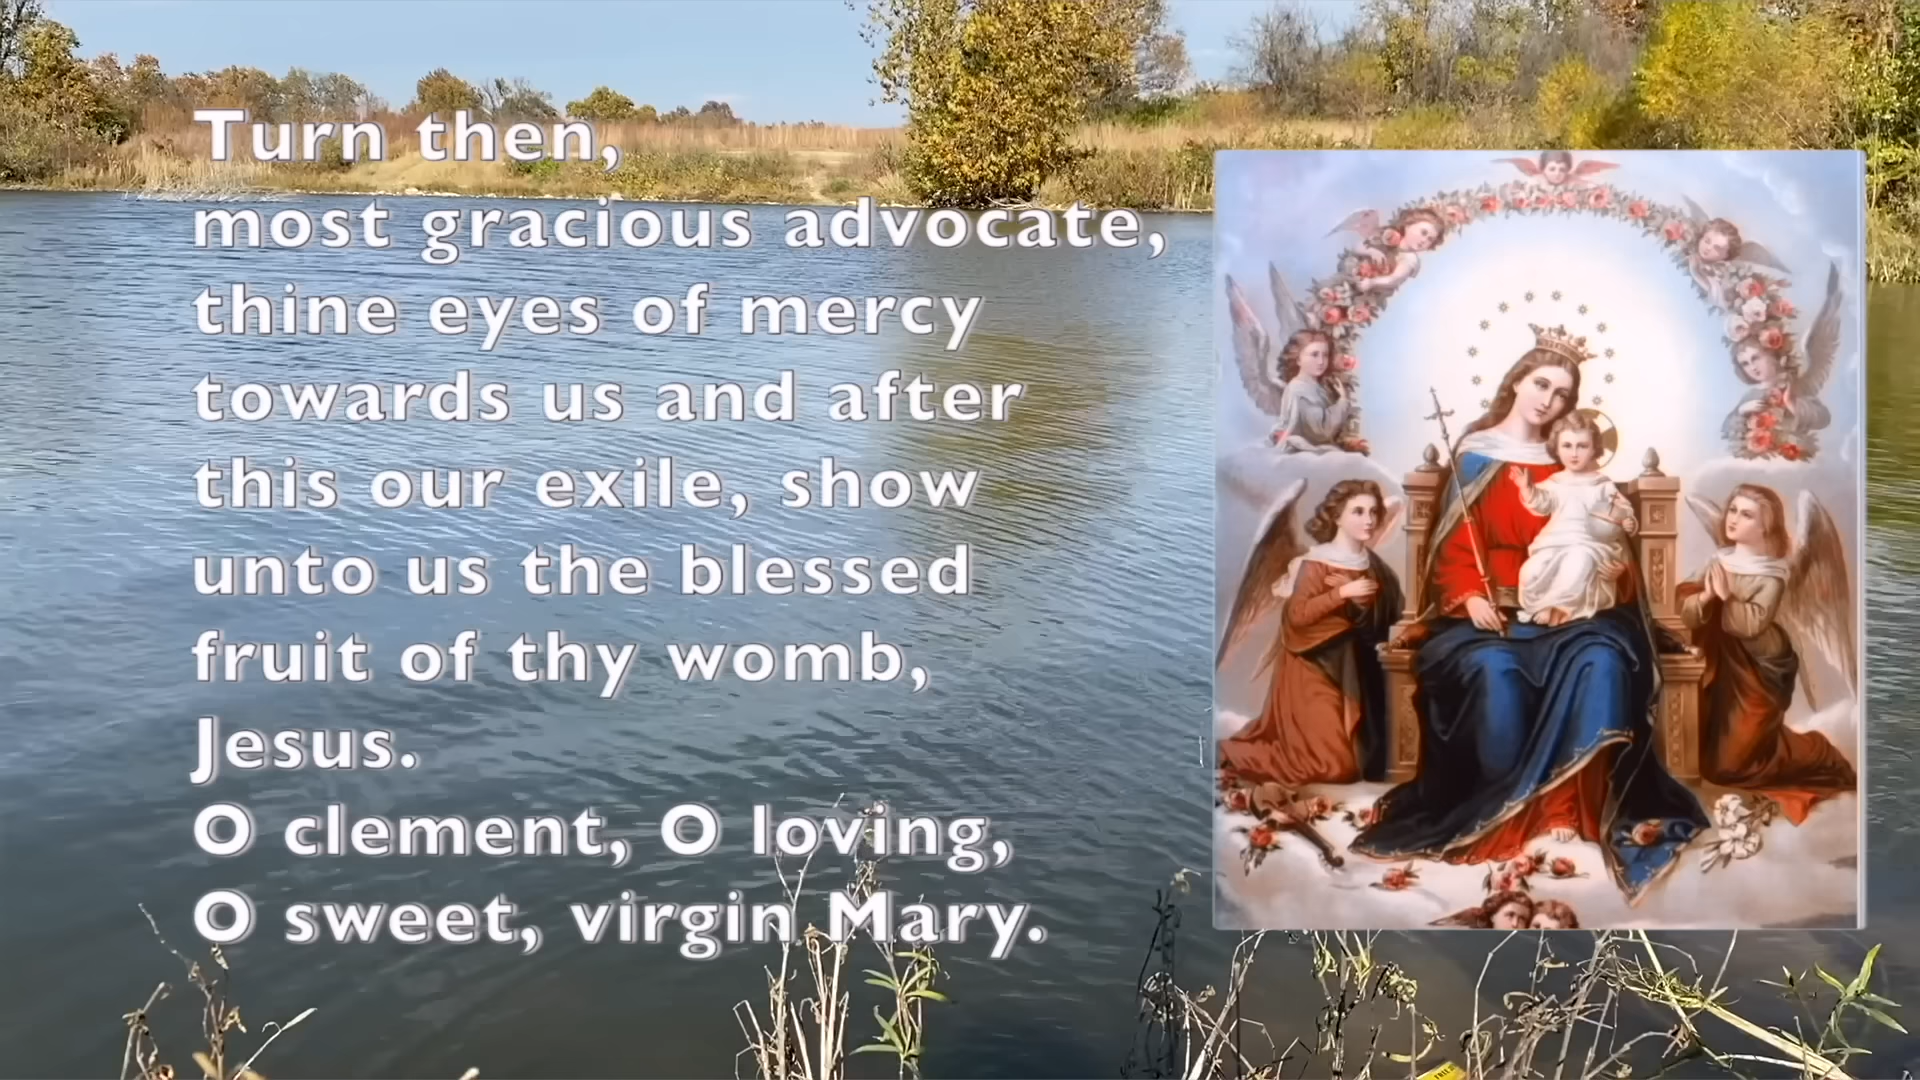 Turn then,
most gracious advocate,
thine eyes of mercy
towards us and after
this our exile, show
unto us the blessed
fruit of thy womb,
Jesus.
O clement, O loving,
O sweet, virgin Mary.